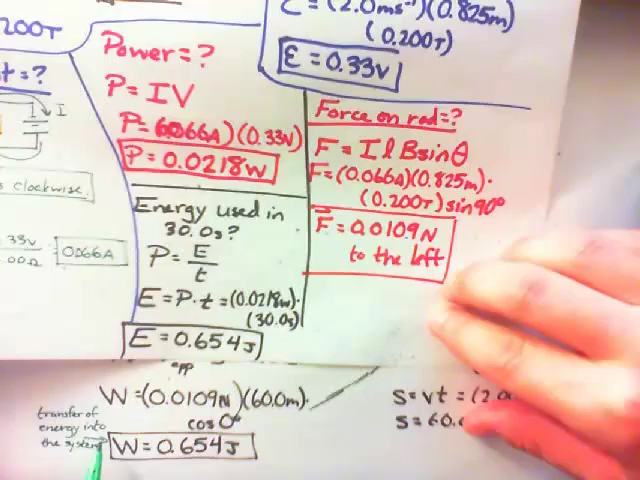 .200T
t = ?
I
s clockwise.
.33V
.00Ω
0.066A
Power = ?
P = IV
P = 0.066A)(0.33V)
P = 0.0218W
Energy used in
30.0s?
P = E
t
E = P·t = (0.0218W)·
(30.0s)
E = 0.654J
ε = (2.0ms⁻¹)(0.825m)
(0.200T)
ε = 0.33V
Force on rod = ?
F = IlBsinθ
F = (0.066A)(0.825m)·
(0.200T) sin90°
F = 0.0109N
to the left
app
W = (0.0109N)(60.0m)·
cos0°
W = 0.654J
transfer of
energy into
the system
s = vt = (2.0
s = 60.0